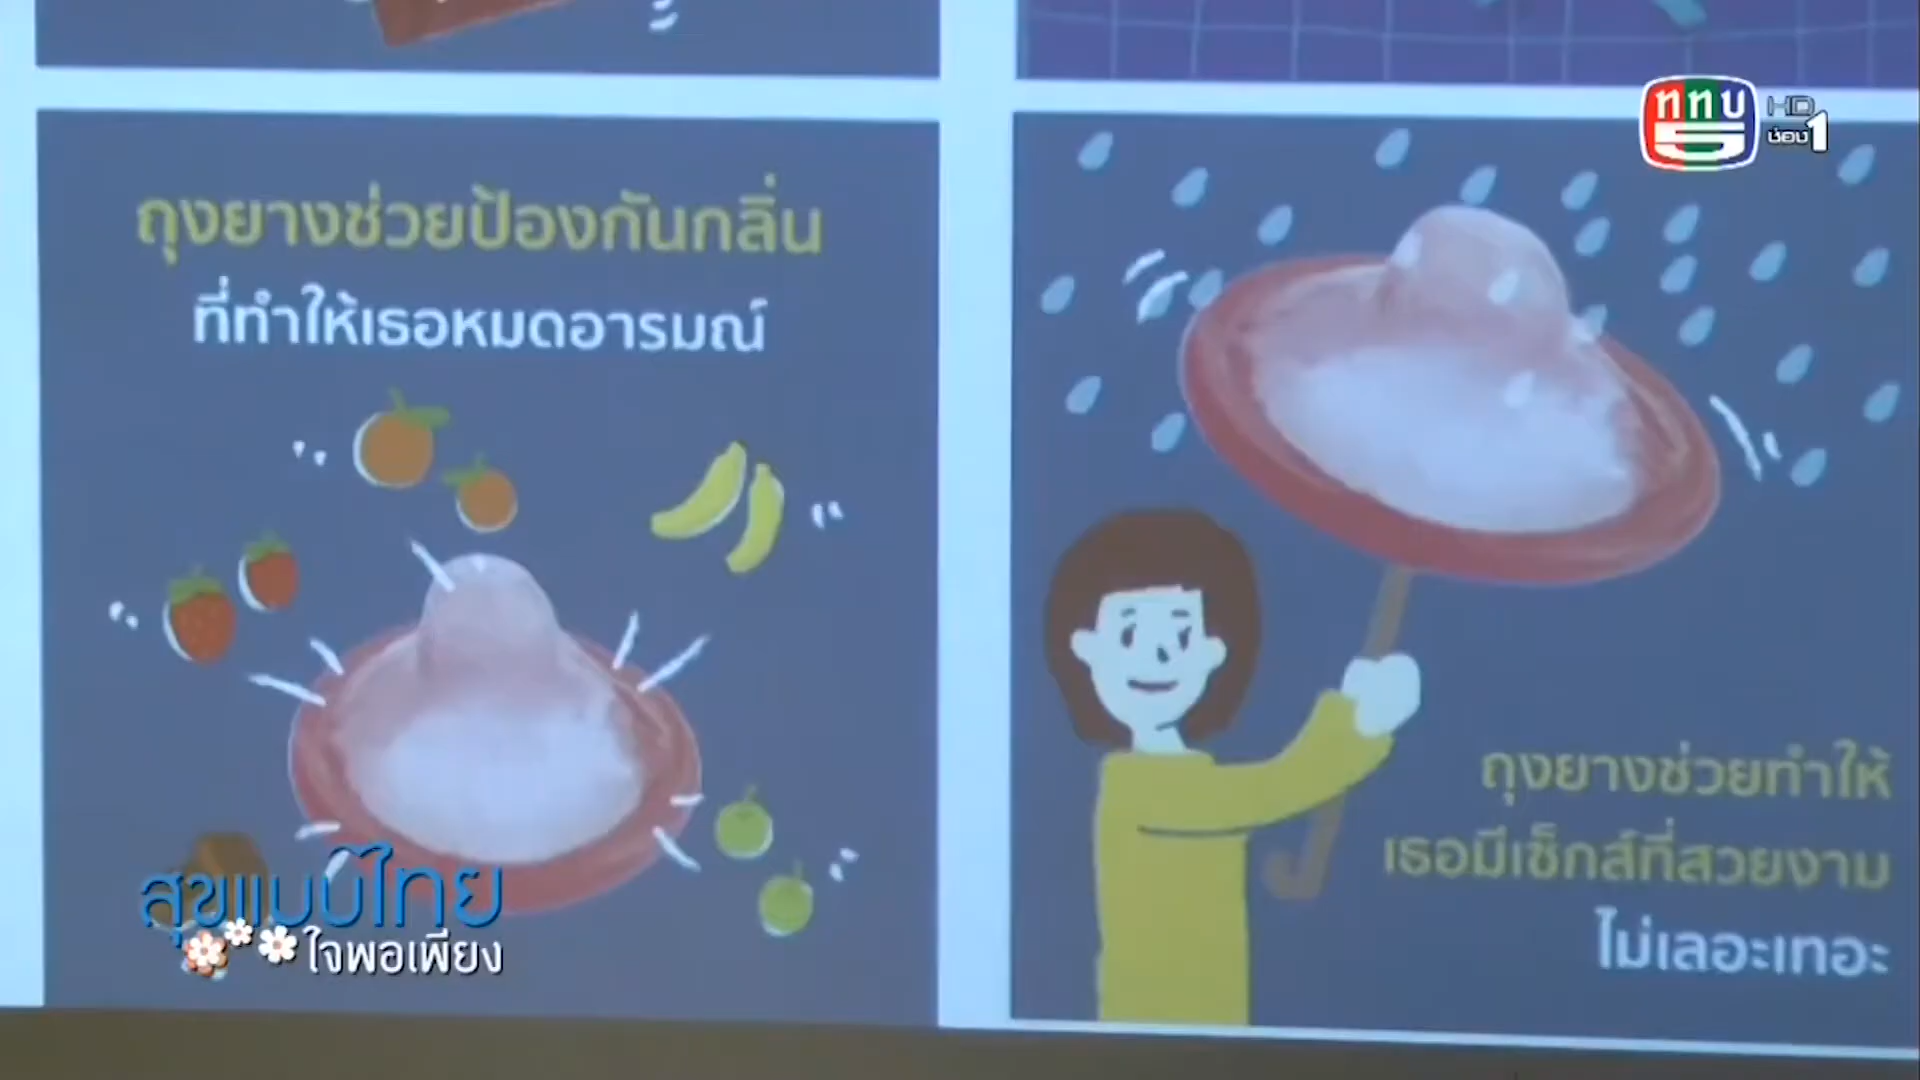 ททบ
5
HD
ช่อง1
ถุงยางช่วยป้องกันกลิ่น
ที่ทำให้เธอหมดอารมณ์
ถุงยางช่วยทำให้
เธอมีเซ็กส์ที่สวยงาม
ไม่เลอะเทอะ
สุขแบบไทย
ใจพอเพียง